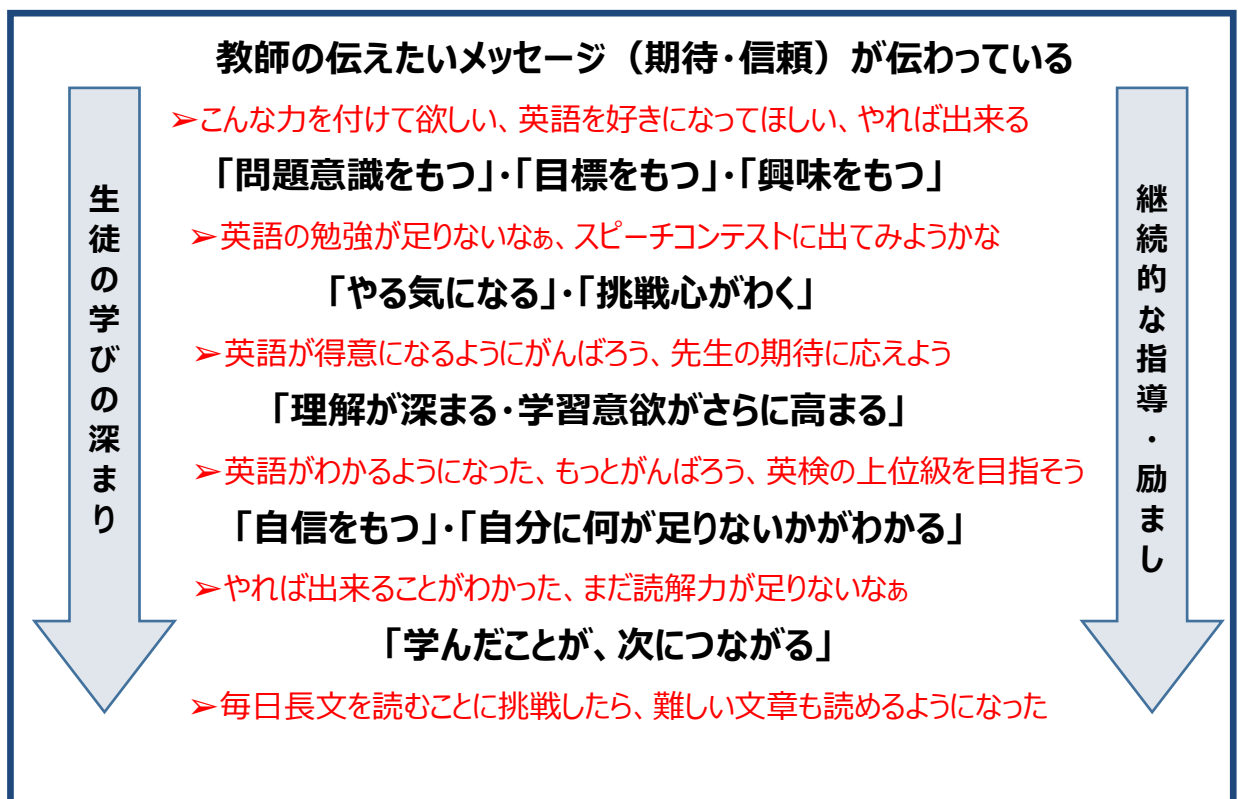 教師の伝えたいメッセージ（期待・信頼）が伝わっている
➢こんな力を付けて欲しい、英語を好きになってほしい、やれば出来る
「問題意識をもつ」・「目標をもつ」・「興味をもつ」
➢英語の勉強が足りないなぁ、スピーチコンテストに出てみようかな
「やる気になる」・「挑戦心がわく」
➢英語が得意になるようにがんばろう、先生の期待に応えよう
「理解が深まる・学習意欲がさらに高まる」
➢英語がわかるようになった、もっとがんばろう、英検の上位級を目指そう
「自信をもつ」・「自分に何が足りないかがわかる」
➢やれば出来ることがわかった、まだ読解力が足りないなぁ
「学んだことが、次につながる」
➢毎日長文を読むことに挑戦したら、難しい文章も読めるようになった
生徒の学びの深まり
継続的な指導・励まし